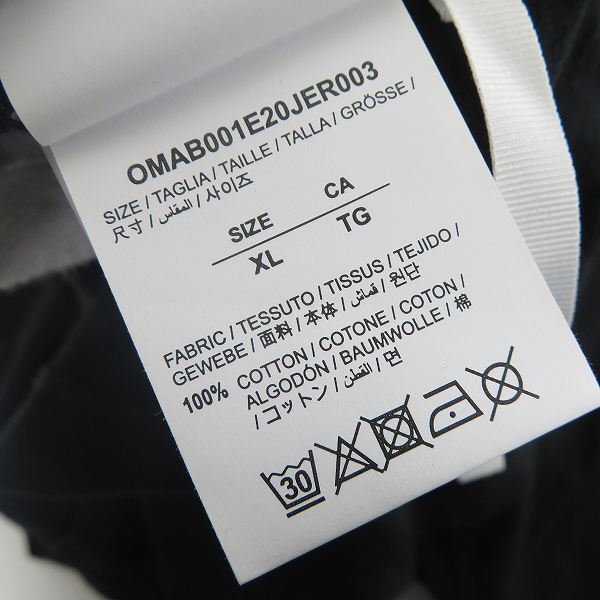 OMAB001E20JER003
SIZE / TAGLIA / TAILLE / TALLA / GRÖSSE /
尺寸 / المقاس / 사이즈
SIZE CA
XL TG
FABRIC / TESSUTO / TISSUS / TEJIDO /
GEWEBE / 面料 / 本体 / قماش / 원단
100% COTTON / COTONE / COTON /
ALGODÓN / BAUMWOLLE / 棉
/ コットン / القطن / 면
30